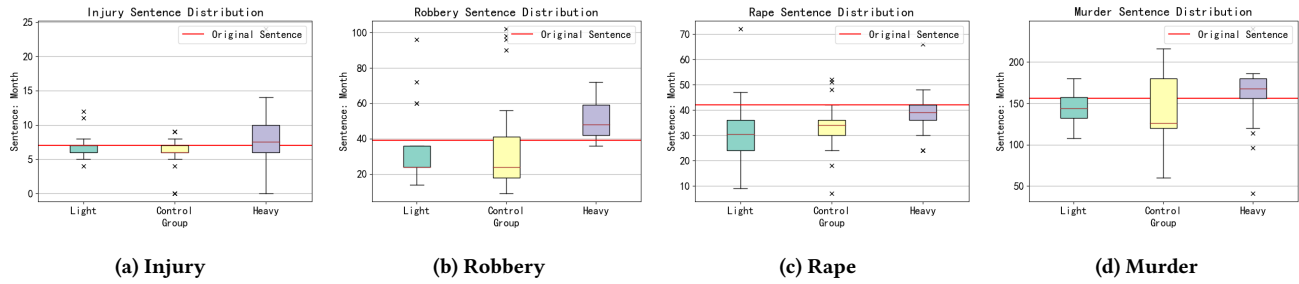 Injury Sentence Distribution
Original Sentence
Sentence: Month
25
20
15
10
5
0
Light
Control
Heavy
Group
(a) Injury
Robbery Sentence Distribution
Original Sentence
Sentence: Month
100
80
60
40
20
Light
Control
Heavy
Group
(b) Robbery
Rape Sentence Distribution
Original Sentence
Sentence: Month
70
60
50
40
30
20
10
Light
Control
Heavy
Group
(c) Rape
Murder Sentence Distribution
Original Sentence
Sentence: Month
200
150
100
50
Light
Control
Heavy
Group
(d) Murder